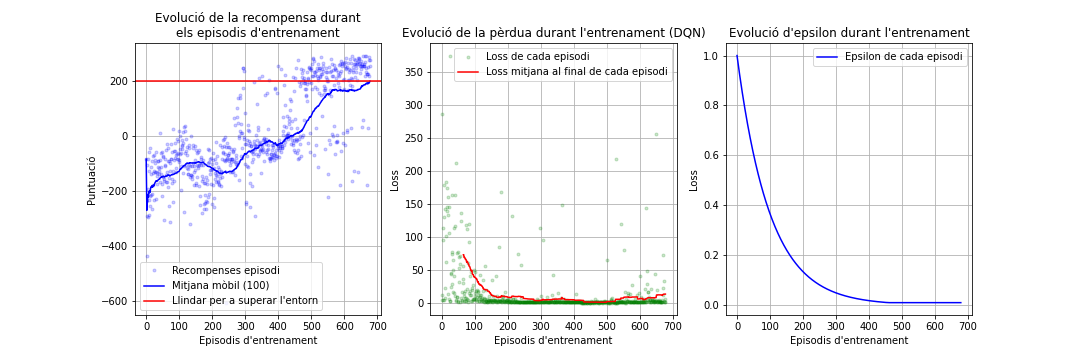 Evolució de la recompensa durant
els episodis d'entrenament
Puntuació
200
0
−200
−400
−600
Recompenses episodi
Mitjana mòbil (100)
Llindar per a superar l'entorn
0 100 200 300 400 500 600 700
Episodis d'entrenament
Evolució de la pèrdua durant l'entrenament (DQN)
Loss
350
300
250
200
150
100
50
0
Loss de cada episodi
Loss mitjana al final de cada episodi
0 100 200 300 400 500 600 700
Episodis d'entrenament
Evolució d'epsilon durant l'entrenament
Loss
1.0
0.8
0.6
0.4
0.2
0.0
Epsilon de cada episodi
0 100 200 300 400 500 600 700
Episodis d'entrenament